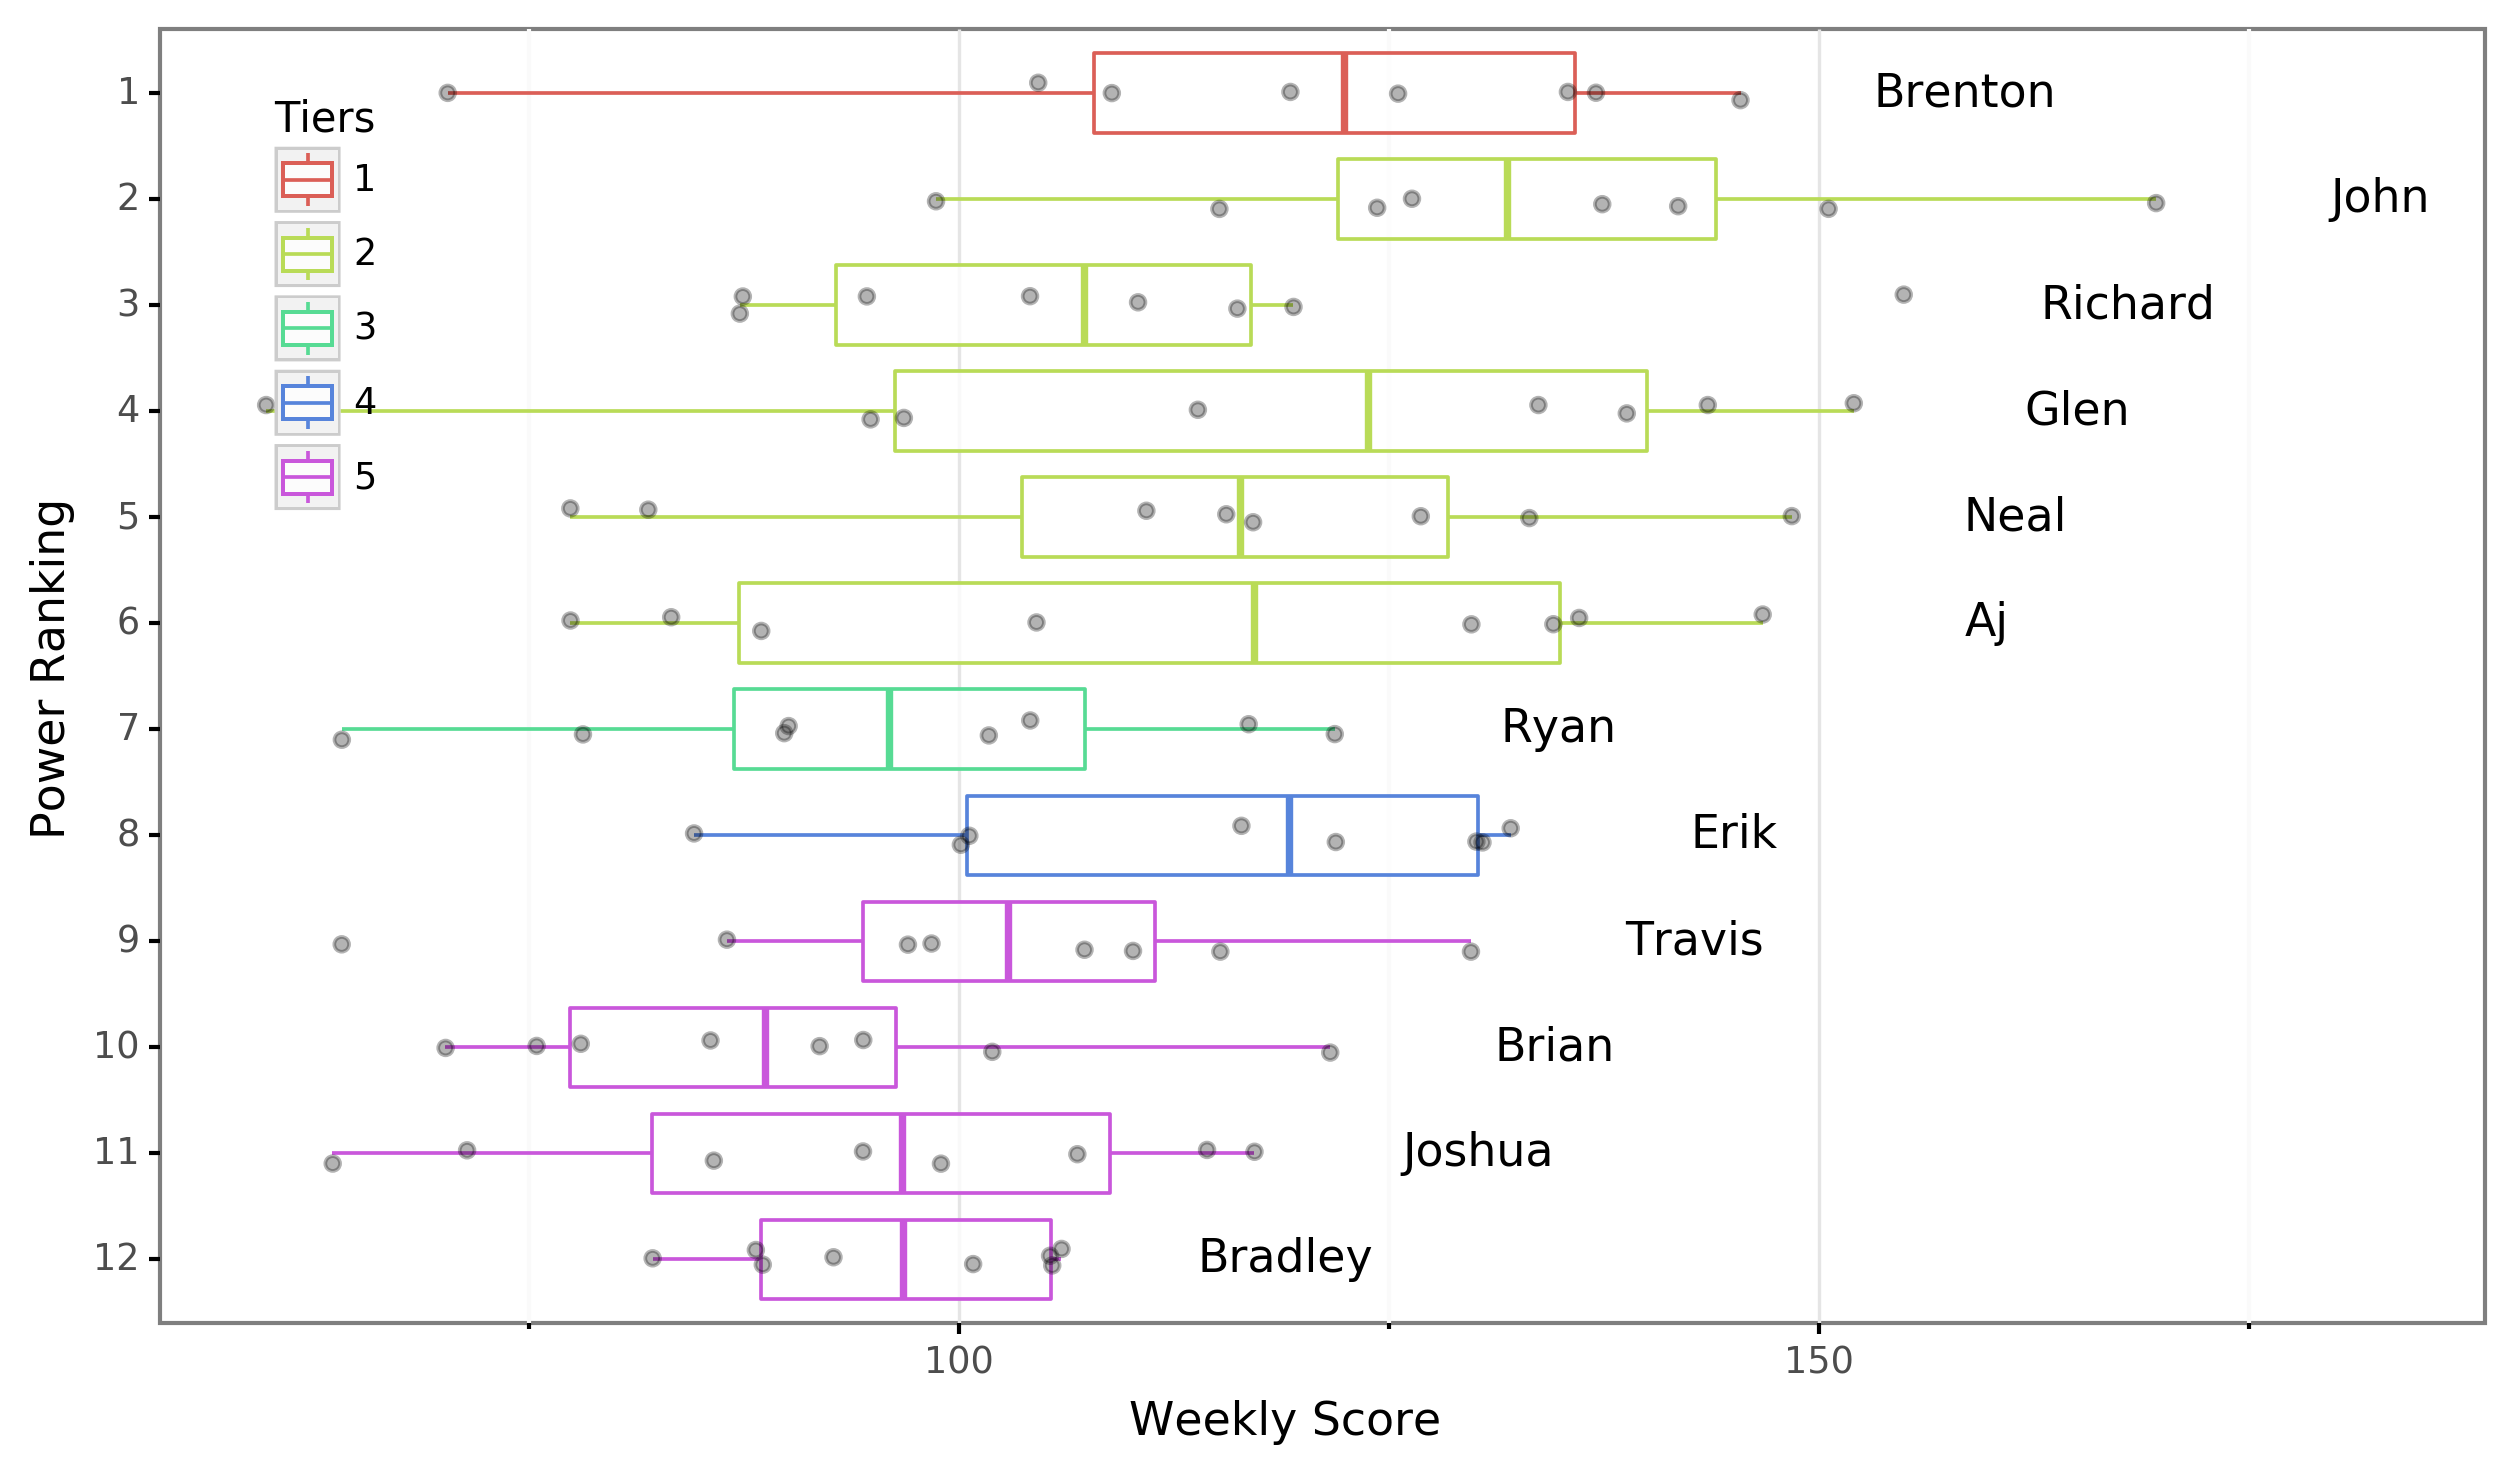 Tiers
1
2
3
4
5
1 Brenton
2 John
3 Richard
4 Glen
5 Neal
6 Aj
7 Ryan
8 Erik
9 Travis
10 Brian
11 Joshua
12 Bradley
Power Ranking
100 150
Weekly Score